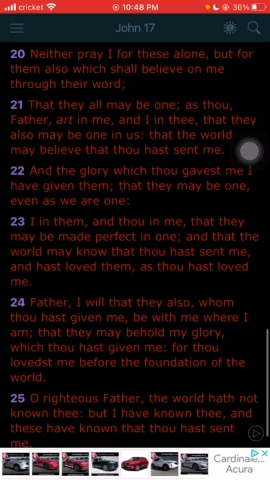 cricket
10:48 PM
36%
John 17
20 Neither pray I for these alone, but for
them also which shall believe on me
through their word;
21 That they all may be one; as thou,
Father, art in me, and I in thee, that they
also may be one in us: that the world
may believe that thou hast sent me.
22 And the glory which thou gavest me I
have given them; that they may be one,
even as we are one:
23 I in them, and thou in me, that they
may be made perfect in one; and that the
world may know that thou hast sent me,
and hast loved them, as thou hast loved
me.
24 Father, I will that they also, whom
thou hast given me, be with me where I
am; that they may behold my glory,
which thou hast given me: for thou
lovedst me before the foundation of the
world.
25 O righteous Father, the world hath not
known thee: but I have known thee, and
these have known that thou hast sent
me.
Cardinale...
Acura